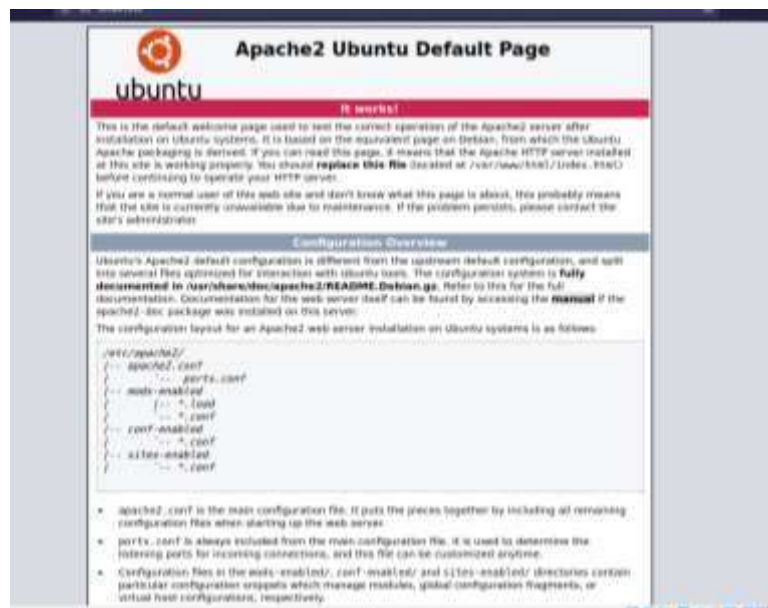 Apache2 Ubuntu Default Page
ubuntu
It works!
This is the default welcome page used to test the correct operation of the Apache2 server after
installation on Ubuntu systems. It is based on the equivalent page on Debian, from which the Ubuntu
Apache packaging is derived. If you can read this page, it means that the Apache HTTP server installed
at this site is working properly. You should replace this file (located at /var/www/html/index.html)
before continuing to operate your HTTP server.
If you are a normal user of this web site and don't know what this page is about, this probably means
that the site is currently unavailable due to maintenance. If the problem persists, please contact the
site's administrator.
Configuration Overview
Ubuntu's Apache2 default configuration is different from the upstream default configuration, and split
into several files optimized for interaction with Ubuntu tools. The configuration system is fully
documented in /usr/share/doc/apache2/README.Debian.gz. Refer to this for the full
documentation. Documentation for the web server itself can be found by accessing the manual if the
apache2-doc package was installed on this server.
The configuration layout for an Apache2 web server installation on Ubuntu systems is as follows:
/etc/apache2/
|-- apache2.conf
|       `-- ports.conf
|-- mods-enabled
|       |-- *.load
|       `-- *.conf
|-- conf-enabled
|       `-- *.conf
|-- sites-enabled
|       `-- *.conf
• apache2.conf is the main configuration file. It puts the pieces together by including all remaining
configuration files when starting up the web server.
• ports.conf is always included from the main configuration file. It is used to determine the
listening ports for incoming connections, and this file can be customized anytime.
• Configuration files in the mods-enabled/, conf-enabled/ and sites-enabled/ directories contain
particular configuration snippets which manage modules, global configuration fragments, or
virtual host configurations, respectively.